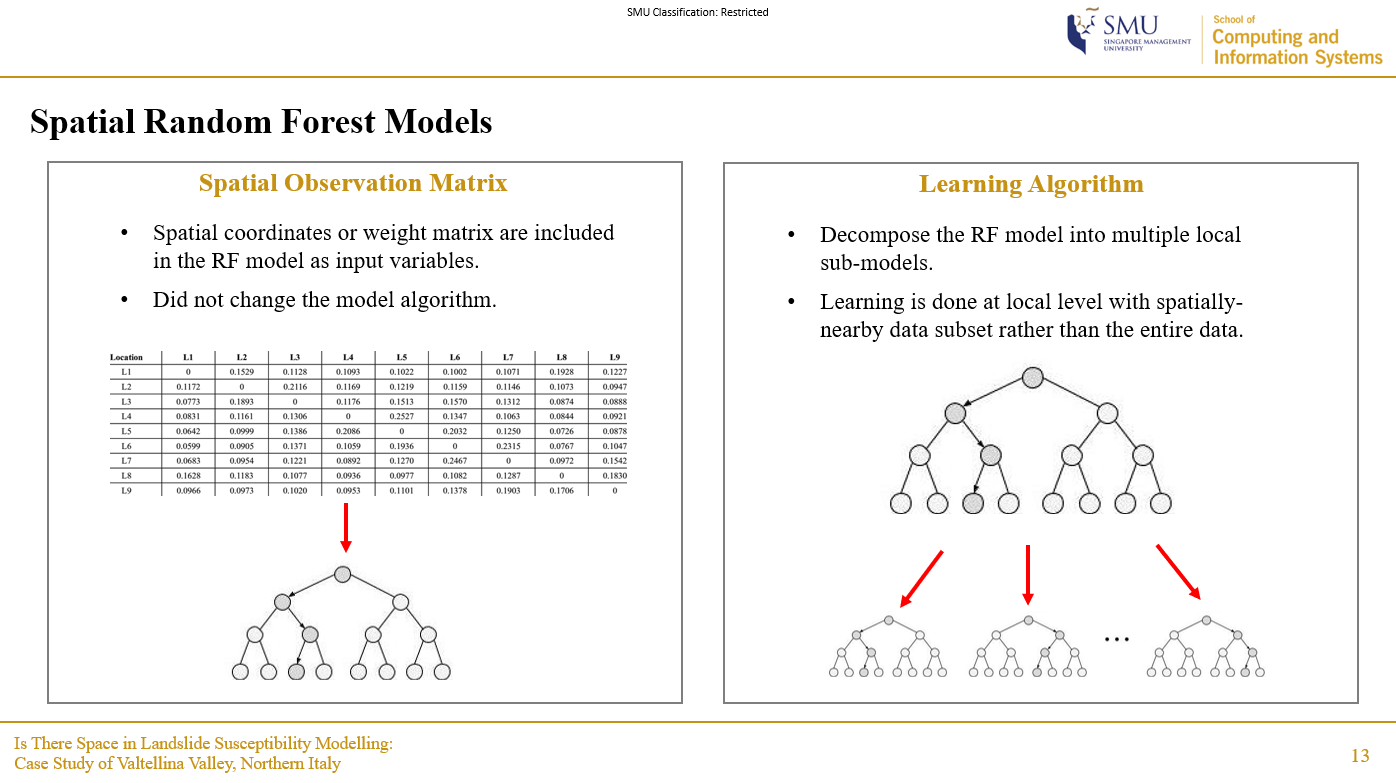 SMU Classification: Restricted
SMU
SINGAPORE MANAGEMENT
UNIVERSITY
School of
Computing and
Information Systems
Spatial Random Forest Models
Spatial Observation Matrix
• Spatial coordinates or weight matrix are included
in the RF model as input variables.
• Did not change the model algorithm.
Location L1 L2 L3 L4 L5 L6 L7 L8 L9
L1 0 0.1529 0.1128 0.1093 0.1022 0.1002 0.1071 0.1928 0.1227
L2 0.1172 0 0.2116 0.1169 0.1219 0.1159 0.1146 0.1073 0.0947
L3 0.0773 0.1893 0 0.1176 0.1513 0.1570 0.1312 0.0874 0.0888
L4 0.0831 0.1161 0.1306 0 0.2527 0.1347 0.1063 0.0844 0.0921
L5 0.0642 0.0999 0.1386 0.2086 0 0.2032 0.1250 0.0726 0.0878
L6 0.0599 0.0905 0.1371 0.1059 0.1936 0 0.2315 0.0767 0.1047
L7 0.0683 0.0954 0.1221 0.0892 0.1270 0.2467 0 0.0972 0.1542
L8 0.1628 0.1183 0.1077 0.0936 0.0977 0.1082 0.1287 0 0.1830
L9 0.0966 0.0973 0.1020 0.0953 0.1101 0.1378 0.1903 0.1706 0
Learning Algorithm
• Decompose the RF model into multiple local
sub-models.
• Learning is done at local level with spatially-
nearby data subset rather than the entire data.
...
Is There Space in Landslide Susceptibility Modelling:
Case Study of Valtellina Valley, Northern Italy
13